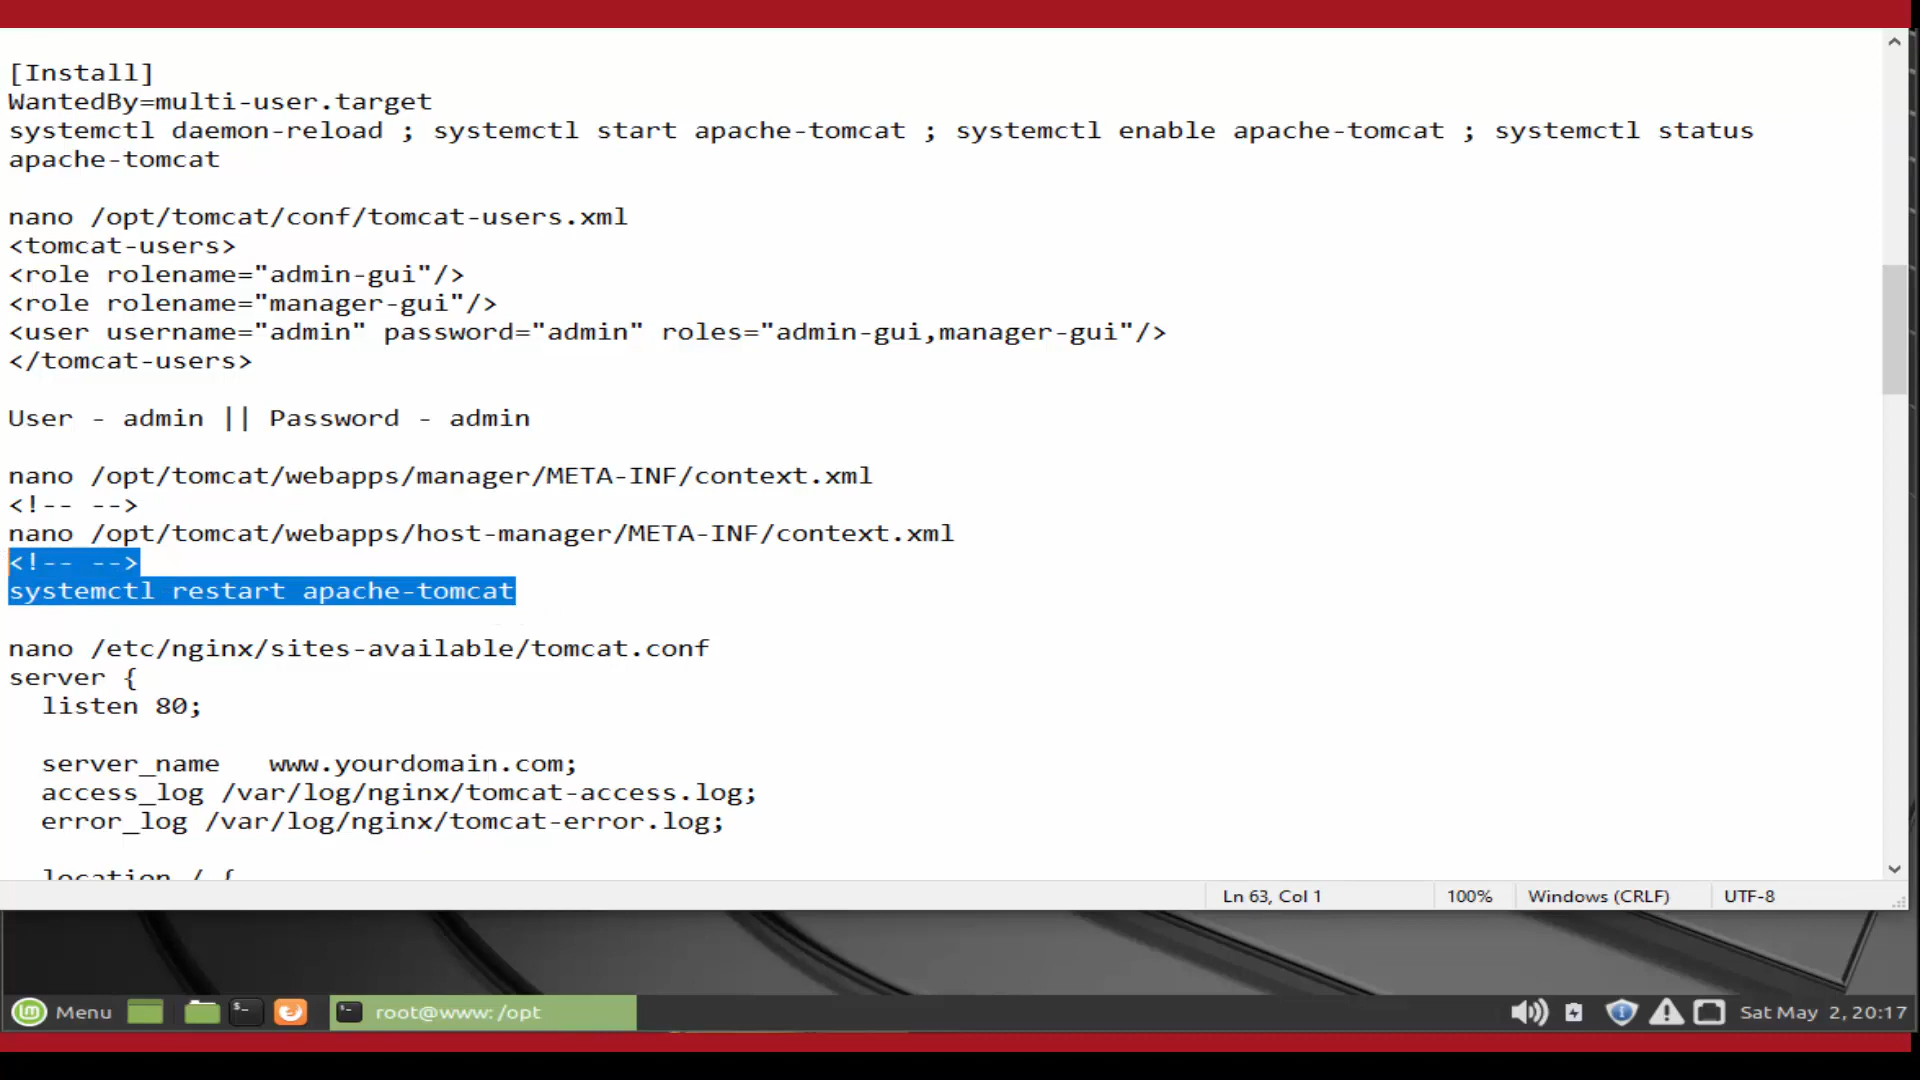 [Install]
WantedBy=multi-user.target
systemctl daemon-reload ; systemctl start apache-tomcat ; systemctl enable apache-tomcat ; systemctl status
apache-tomcat
nano /opt/tomcat/conf/tomcat-users.xml
<tomcat-users>
<role rolename="admin-gui"/>
<role rolename="manager-gui"/>
<user username="admin" password="admin" roles="admin-gui,manager-gui"/>
</tomcat-users>
User - admin || Password - admin
nano /opt/tomcat/webapps/manager/META-INF/context.xml
<!-- -->
nano /opt/tomcat/webapps/host-manager/META-INF/context.xml
<!-- -->
systemctl restart apache-tomcat
nano /etc/nginx/sites-available/tomcat.conf
server {
  listen 80;
  server_name   www.yourdomain.com;
  access_log /var/log/nginx/tomcat-access.log;
  error_log /var/log/nginx/tomcat-error.log;
  location / {
Ln 63, Col 1 100% Windows (CRLF) UTF-8
Menu root@www: /opt Sat May 2, 20:17